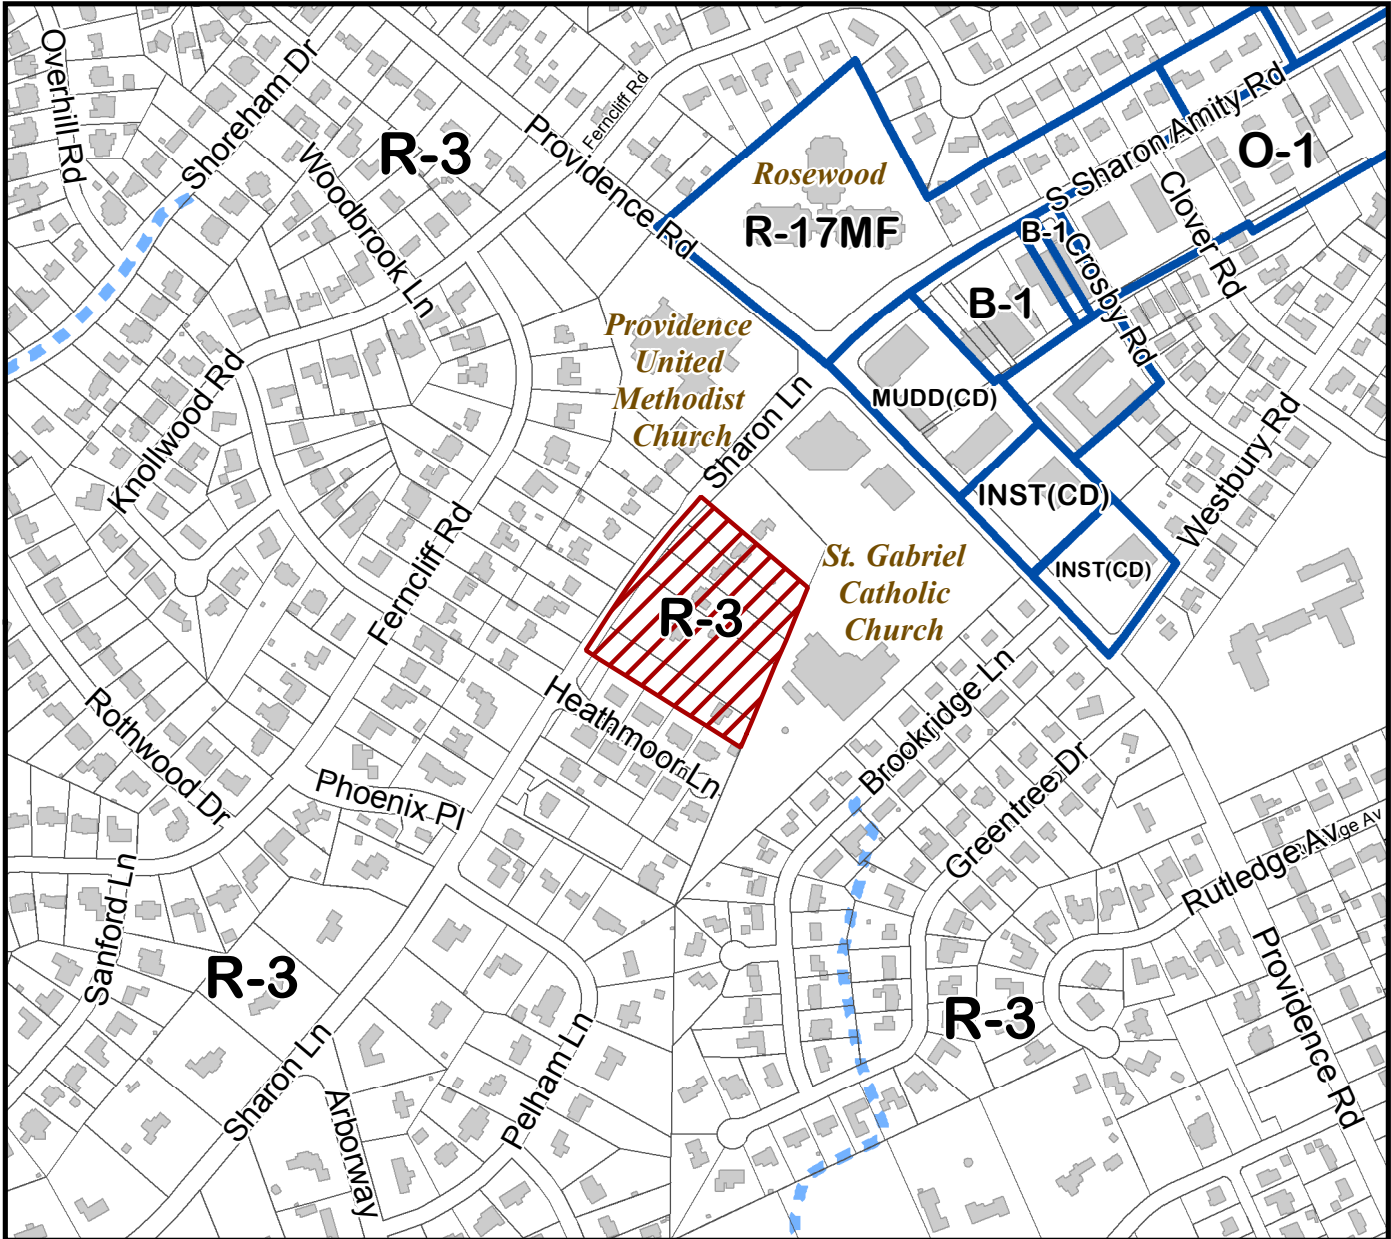 Overhill Rd
Shoreham Dr
Woodbrook Ln
R-3
Ferncliff Rd
Providence Rd
Rosewood
R-17MF
S Sharon Amity Rd
O-1
Clover Rd
B-1
Crosby Rd
B-1
Providence
United
Methodist
Church
Knollwood Rd
MUDD(CD)
Sharon Ln
Westbury Rd
INST(CD)
INST(CD)
St. Gabriel
Catholic
Church
Ferncliff Rd
R-3
Heathmoor Ln
Brookridge Ln
Rothwood Dr
Phoenix Pl
Greentree Dr
Rutledge Av
ge Av
Sanford Ln
R-3
R-3
Providence Rd
Sharon Ln
Pelham Ln
Arborway